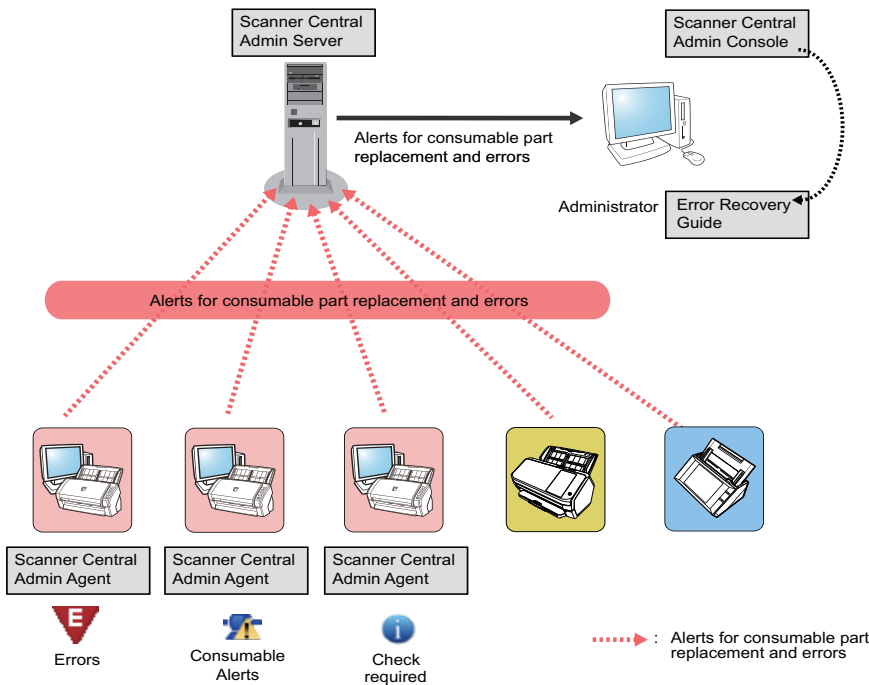 Scanner Central
Admin Server
Scanner Central
Admin Console
Alerts for consumable part
replacement and errors
Administrator
Error Recovery
Guide
Alerts for consumable part replacement and errors
Scanner Central
Admin Agent
Scanner Central
Admin Agent
Scanner Central
Admin Agent
E
Errors
Consumable
Alerts
i
Check
required
: Alerts for consumable part
replacement and errors